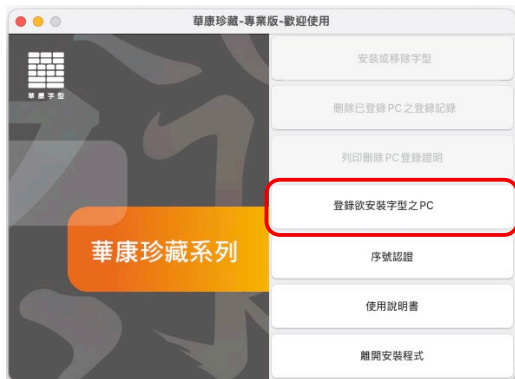 華康珍藏-專業版-歡迎使用
華康字型
華康珍藏系列
安裝或移除字型
刪除已登錄PC之登錄記錄
列印刪除PC登錄證明
登錄欲安裝字型之PC
序號認證
使用說明書
離開安裝程式